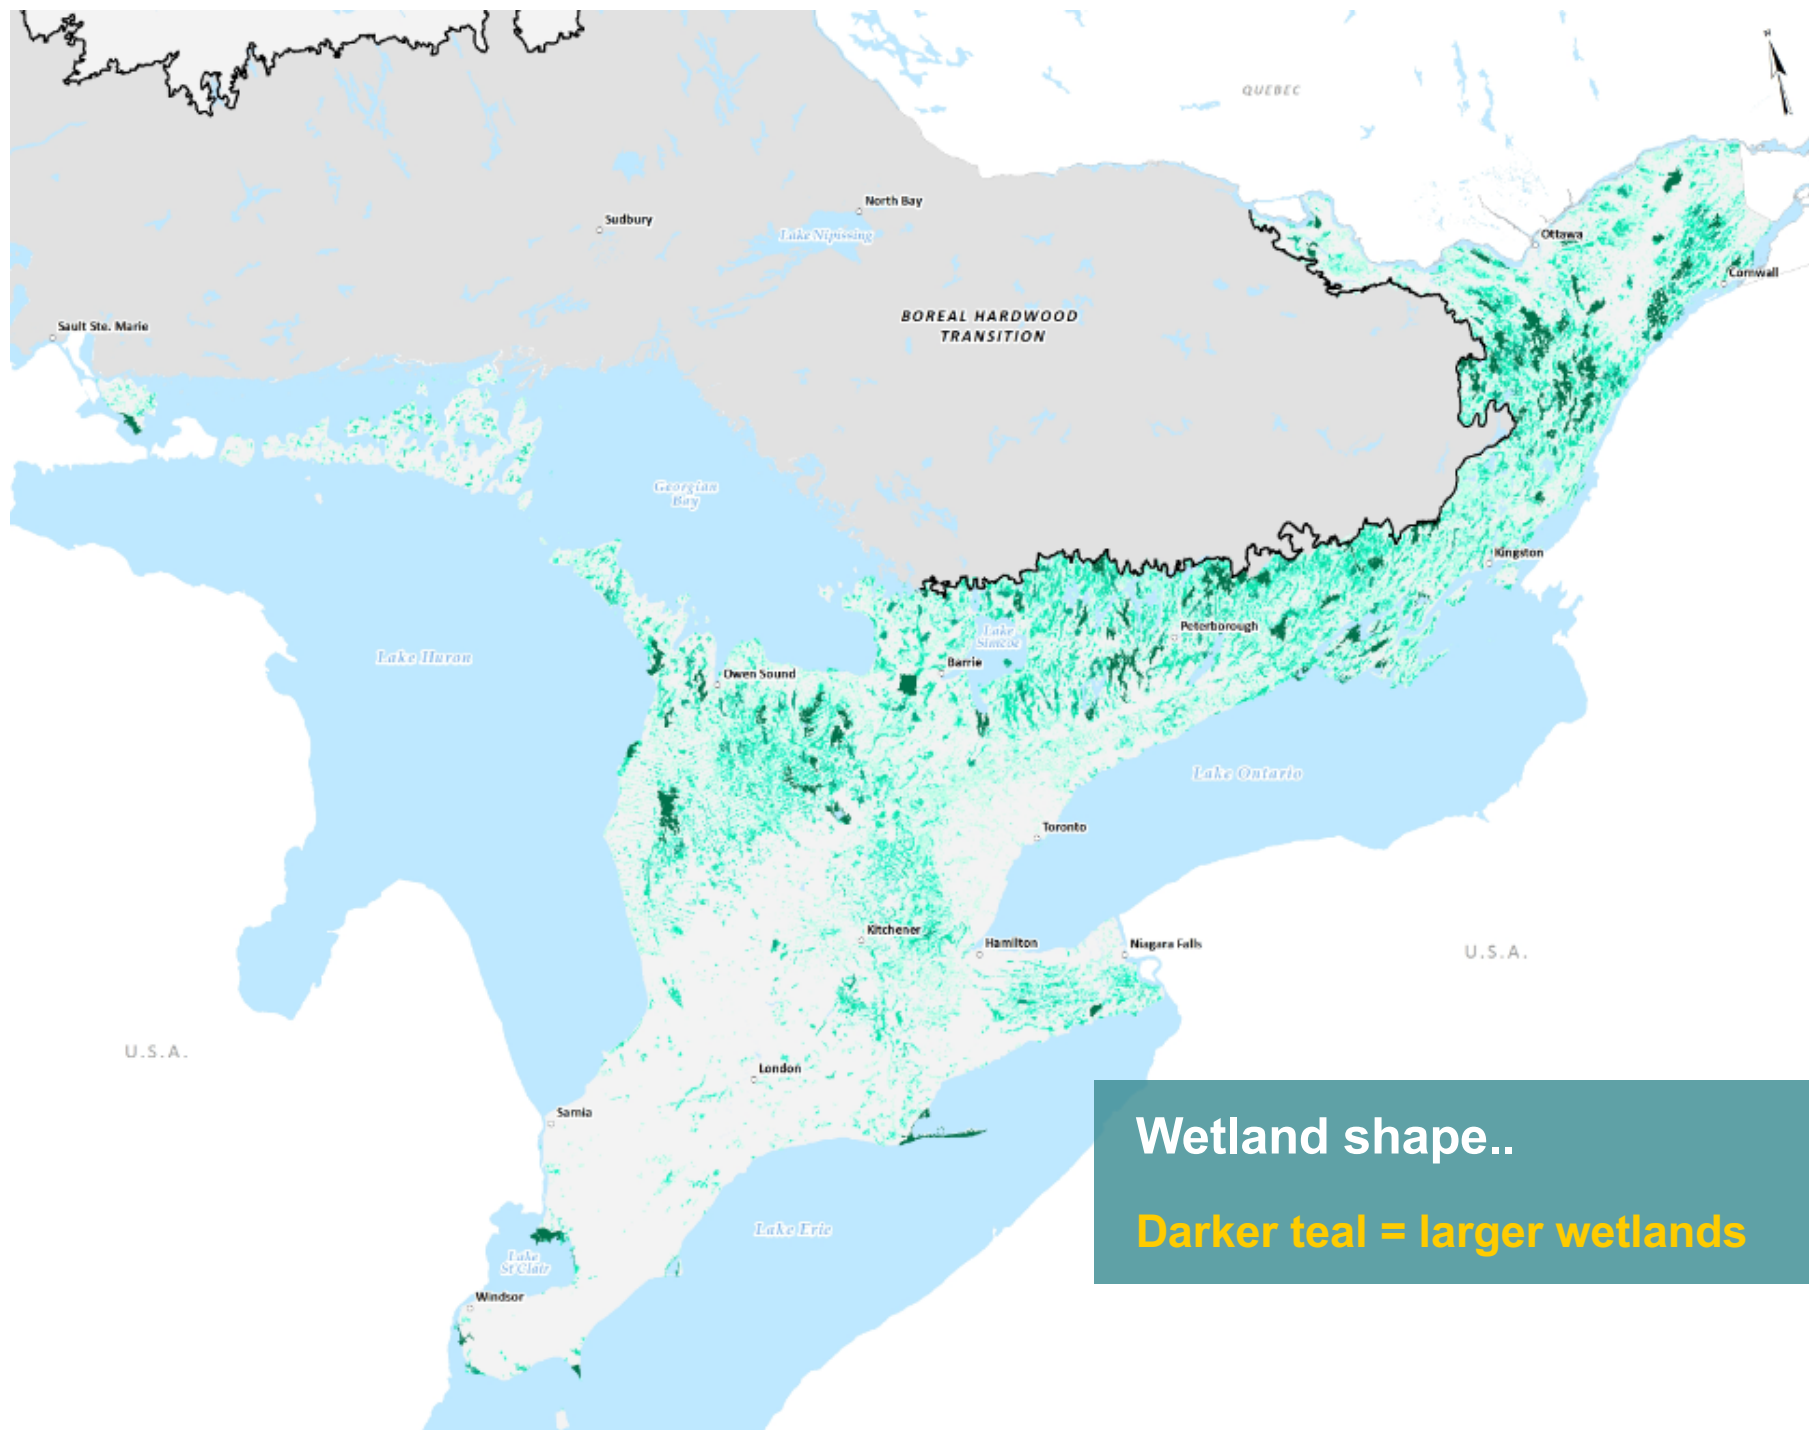 N
QUEBEC
North Bay
Sudbury
Lake Nipissing
Ottawa
Cornwall
BOREAL HARDWOOD
TRANSITION
Sault Ste. Marie
Georgian
Bay
Kingston
Lake
Simcoe
Peterborough
Lake Huron
Barrie
Owen Sound
Lake Ontario
Toronto
Kitchener
Hamilton
Niagara Falls
U.S.A.
U.S.A.
London
Sarnia
Wetland shape..
Lake Erie
Darker teal = larger wetlands
Lake
St Clair
Windsor